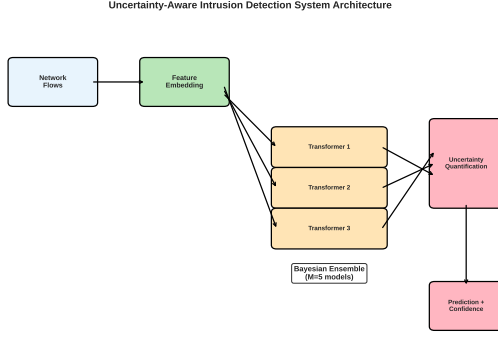 Uncertainty-Aware Intrusion Detection System Architecture
Network
Flows
Feature
Embedding
Transformer 1
Transformer 2
Transformer 3
Uncertainty
Quantification
Bayesian Ensemble
(M=5 models)
Prediction +
Confidence